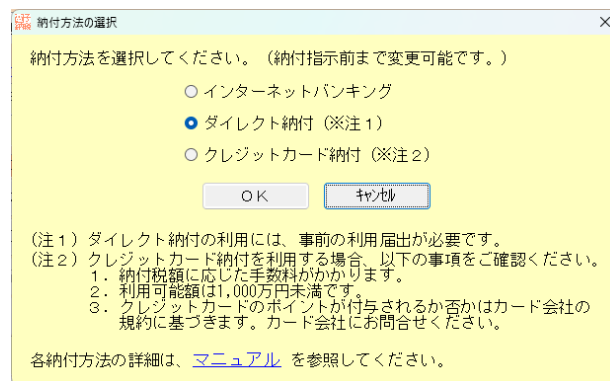 納付方法の選択
納付方法を選択してください。（納付指示前まで変更可能です。）
インターネットバンキング
ダイレクト納付（※注１）
クレジットカード納付（※注２）
ＯＫ
ｷｬﾝｾﾙ
(注１) ダイレクト納付の利用には、事前の利用届出が必要です。
(注２) クレジットカード納付を利用する場合、以下の事項をご確認ください。
１．納付税額に応じた手数料がかかります。
２．利用可能額は1,000万円未満です。
３．クレジットカードのポイントが付与されるか否かはカード会社の
規約に基づきます。カード会社にお問合せください。
各納付方法の詳細は、マニュアル を参照してください。